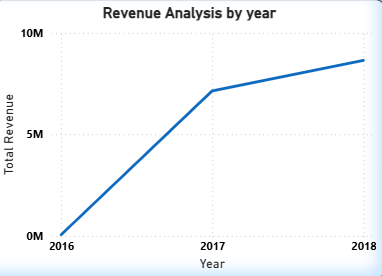 Revenue Analysis by year
10M
5M
0M
Total Revenue
2016 2017 2018
Year